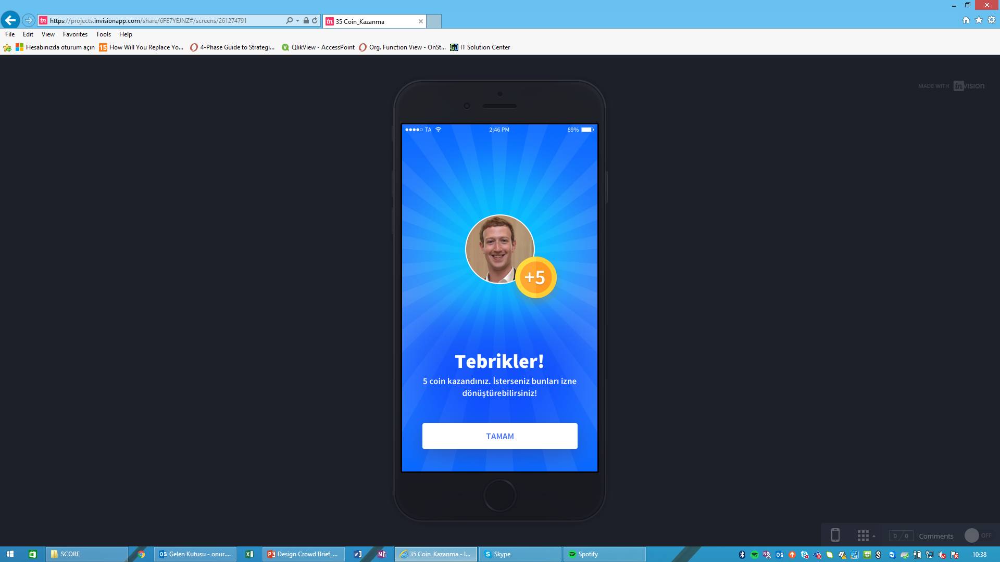 https://projects.invisionapp.com/share/6FE7YEJNZ#/screens/261274791
in 35 Coin_Kazanma
File Edit View Favorites Tools Help
Hesabınızda oturum açın
15 How Will You Replace Yo...
4-Phase Guide to Strategi...
QlikView - AccessPoint
Org. Function View - OnSt...
IT Solution Center
MADE WITH invision
TA 2:46 PM 89%
+5
Tebrikler!
5 coin kazandınız. İsterseniz bunları izne
dönüştürebilirsiniz!
TAMAM
0 / 0 Comments OFF
SCORE
Gelen Kutusu - onur....
Design Crowd Brief_...
35 Coin_Kazanma - I...
Skype
Spotify
10:38